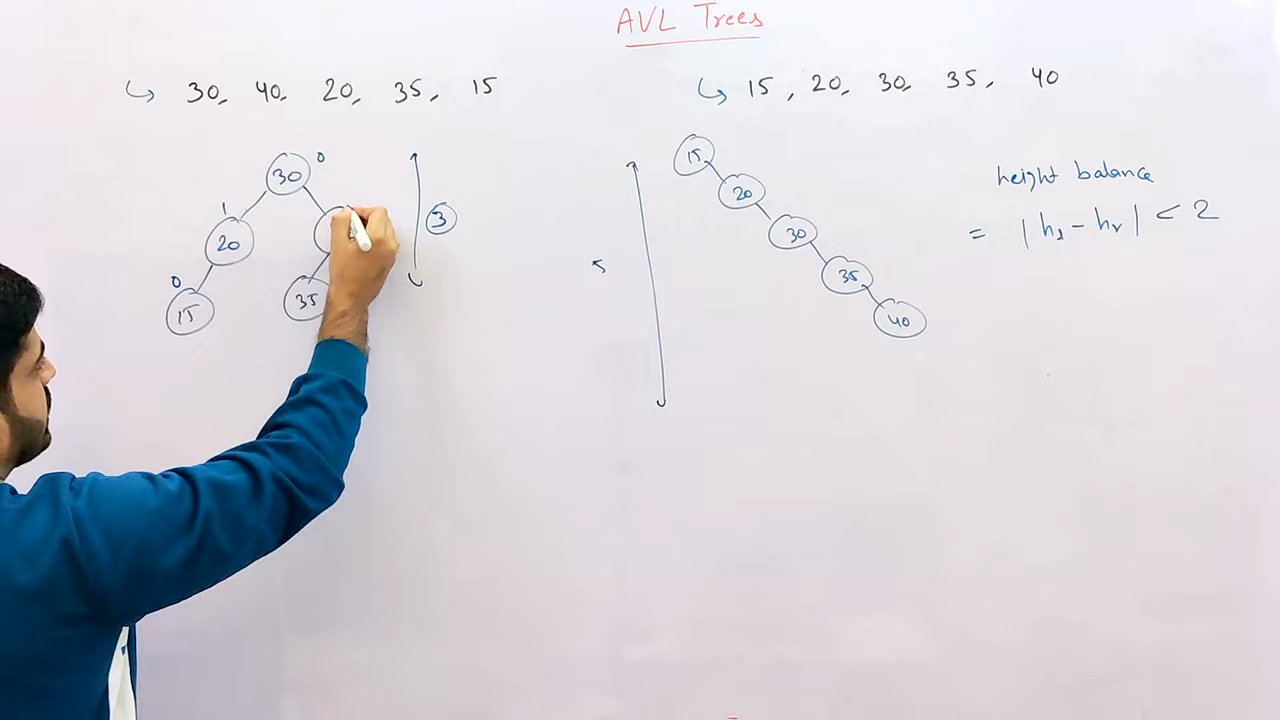 AVL Trees
↳ 30, 40, 20, 35, 15
↳ 15, 20, 30, 35, 40
30 0
1
20
0
15
35
3
15
20
30
35
40
height balance
= |hl - hr| < 2